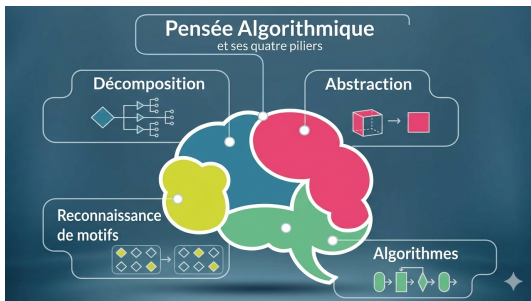 Pensée Algorithmique
et ses quatre piliers
Décomposition
Abstraction
Reconnaissance
de motifs
Algorithmes